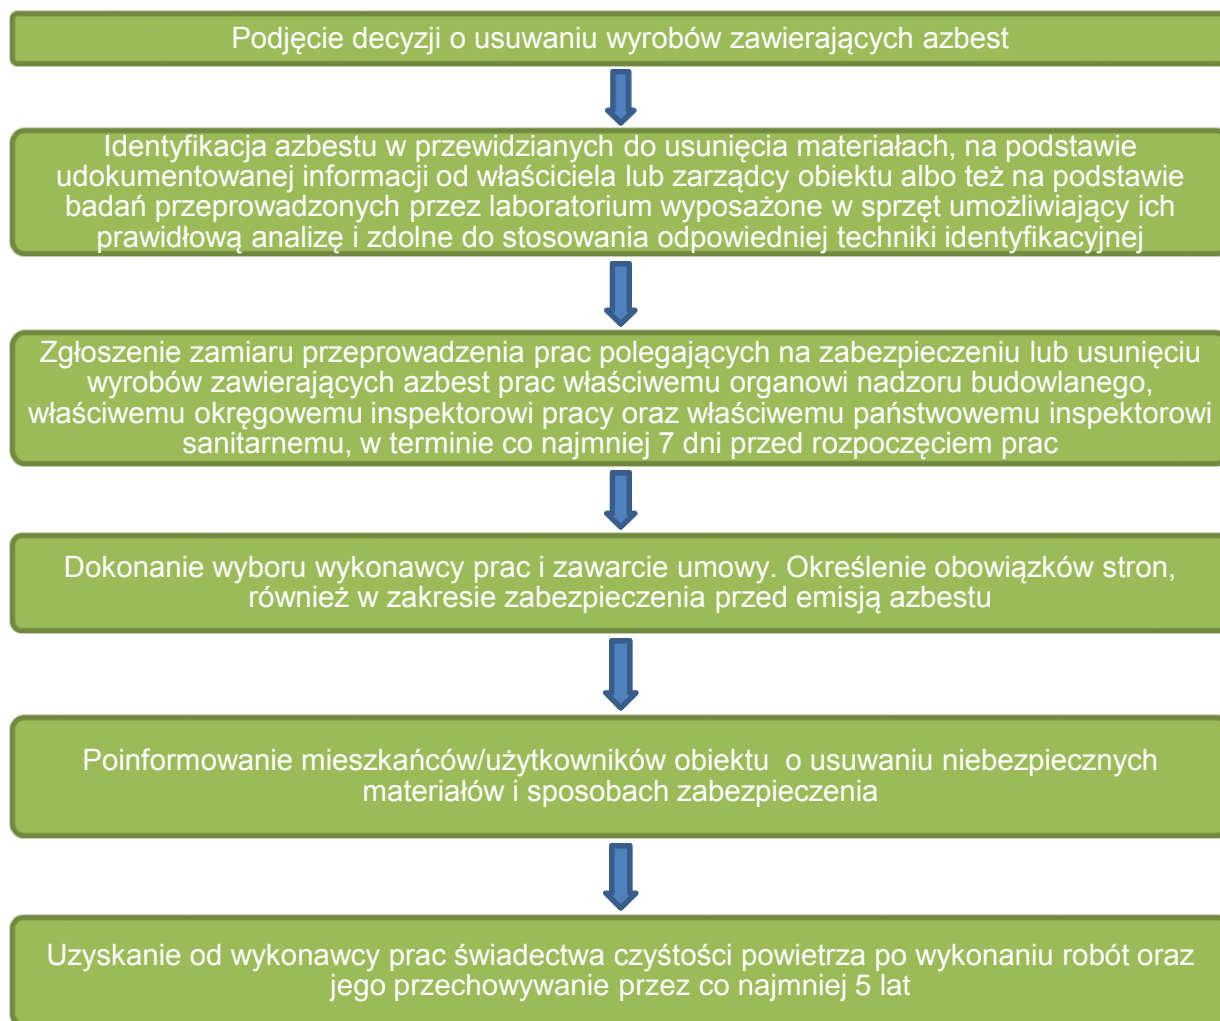 Podjęcie decyzji o usuwaniu wyrobów zawierających azbest
Identyfikacja azbestu w przewidzianych do usunięcia materiałach, na podstawie
udokumentowanej informacji od właściciela lub zarządcy obiektu albo też na podstawie
badań przeprowadzonych przez laboratorium wyposażone w sprzęt umożliwiający ich
prawidłową analizę i zdolne do stosowania odpowiedniej techniki identyfikacyjnej
Zgłoszenie zamiaru przeprowadzenia prac polegających na zabezpieczeniu lub usunięciu
wyrobów zawierających azbest prac właściwemu organowi nadzoru budowlanego,
właściwemu okręgowemu inspektorowi pracy oraz właściwemu państwowemu inspektorowi
sanitarnemu, w terminie co najmniej 7 dni przed rozpoczęciem prac
Dokonanie wyboru wykonawcy prac i zawarcie umowy. Określenie obowiązków stron,
również w zakresie zabezpieczenia przed emisją azbestu
Poinformowanie mieszkańców/użytkowników obiektu o usuwaniu niebezpiecznych
materiałów i sposobach zabezpieczenia
Uzyskanie od wykonawcy prac świadectwa czyśtości powietrza po wykonaniu robót oraz
jego przechowywanie przez co najmniej 5 lat